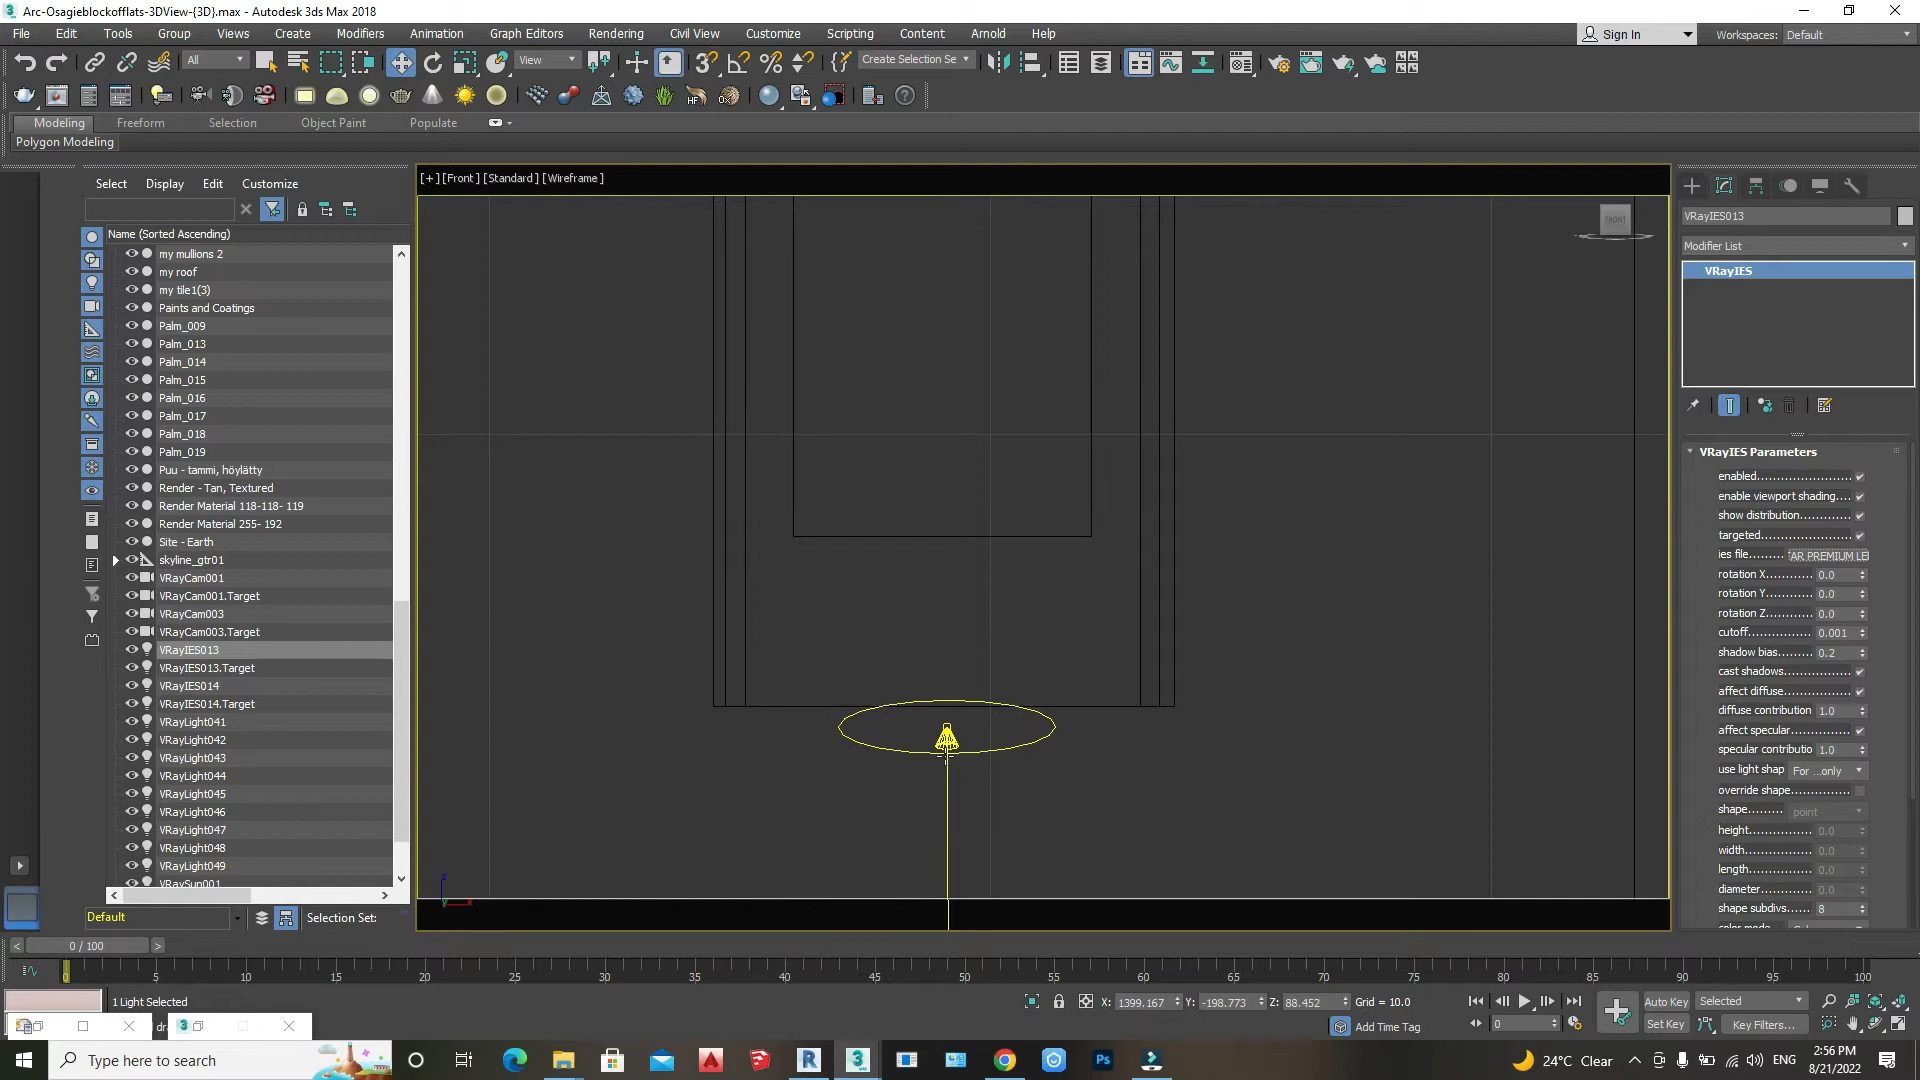 Arc-Osagieblockofflats-3DView-{3D}.max - Autodesk 3ds Max 2018
File Edit Tools Group Views Create Modifiers Animation Graph Editors Rendering Civil View Customize Scripting Content Arnold Help
Sign In
Workspaces: Default
All
View
Create Selection Se
HF
Modeling Freeform Selection Object Paint Populate
Polygon Modeling
Select Display Edit Customize
Name (Sorted Ascending)
my mullions 2
my roof
my tile1(3)
Paints and Coatings
Palm_009
Palm_013
Palm_014
Palm_015
Palm_016
Palm_017
Palm_018
Palm_019
Puu - tammi, höylätty
Render - Tan, Textured
Render Material 118-118- 119
Render Material 255- 192
Site - Earth
skyline_gtr01
VRayCam001
VRayCam001.Target
VRayCam003
VRayCam003.Target
VRayIES013
VRayIES013.Target
VRayIES014
VRayIES014.Target
VRayLight041
VRayLight042
VRayLight043
VRayLight044
VRayLight045
VRayLight046
VRayLight047
VRayLight048
VRayLight049
VRaySun001
Default
Selection Set:
[+] [Front] [Standard] [Wireframe]
FRONT
VRayIES013
Modifier List
VRayIES
VRayIES Parameters
enabled
enable viewport shading
show distribution
targeted
ies file AR PREMIUM LE
rotation X 0.0
rotation Y 0.0
rotation Z 0.0
cutoff 0.001
shadow bias 0.2
cast shadows
affect diffuse
diffuse contribution 1.0
affect specular
specular contributio 1.0
use light shap For ...only
override shape
shape point
height 0.0
width 0.0
length 0.0
diameter 0.0
shape subdivs 8
0 / 100
0 5 10 15 20 25 30 35 40 45 50 55 60 65 70 75 80 85 90 95 100
1 Light Selected
X: 1399.167 Y: -198.773 Z: 88.452 Grid = 10.0
Add Time Tag
0
Auto Key Selected
Set Key Key Filters...
Type here to search
24°C Clear
ENG
2:56 PM
8/21/2022